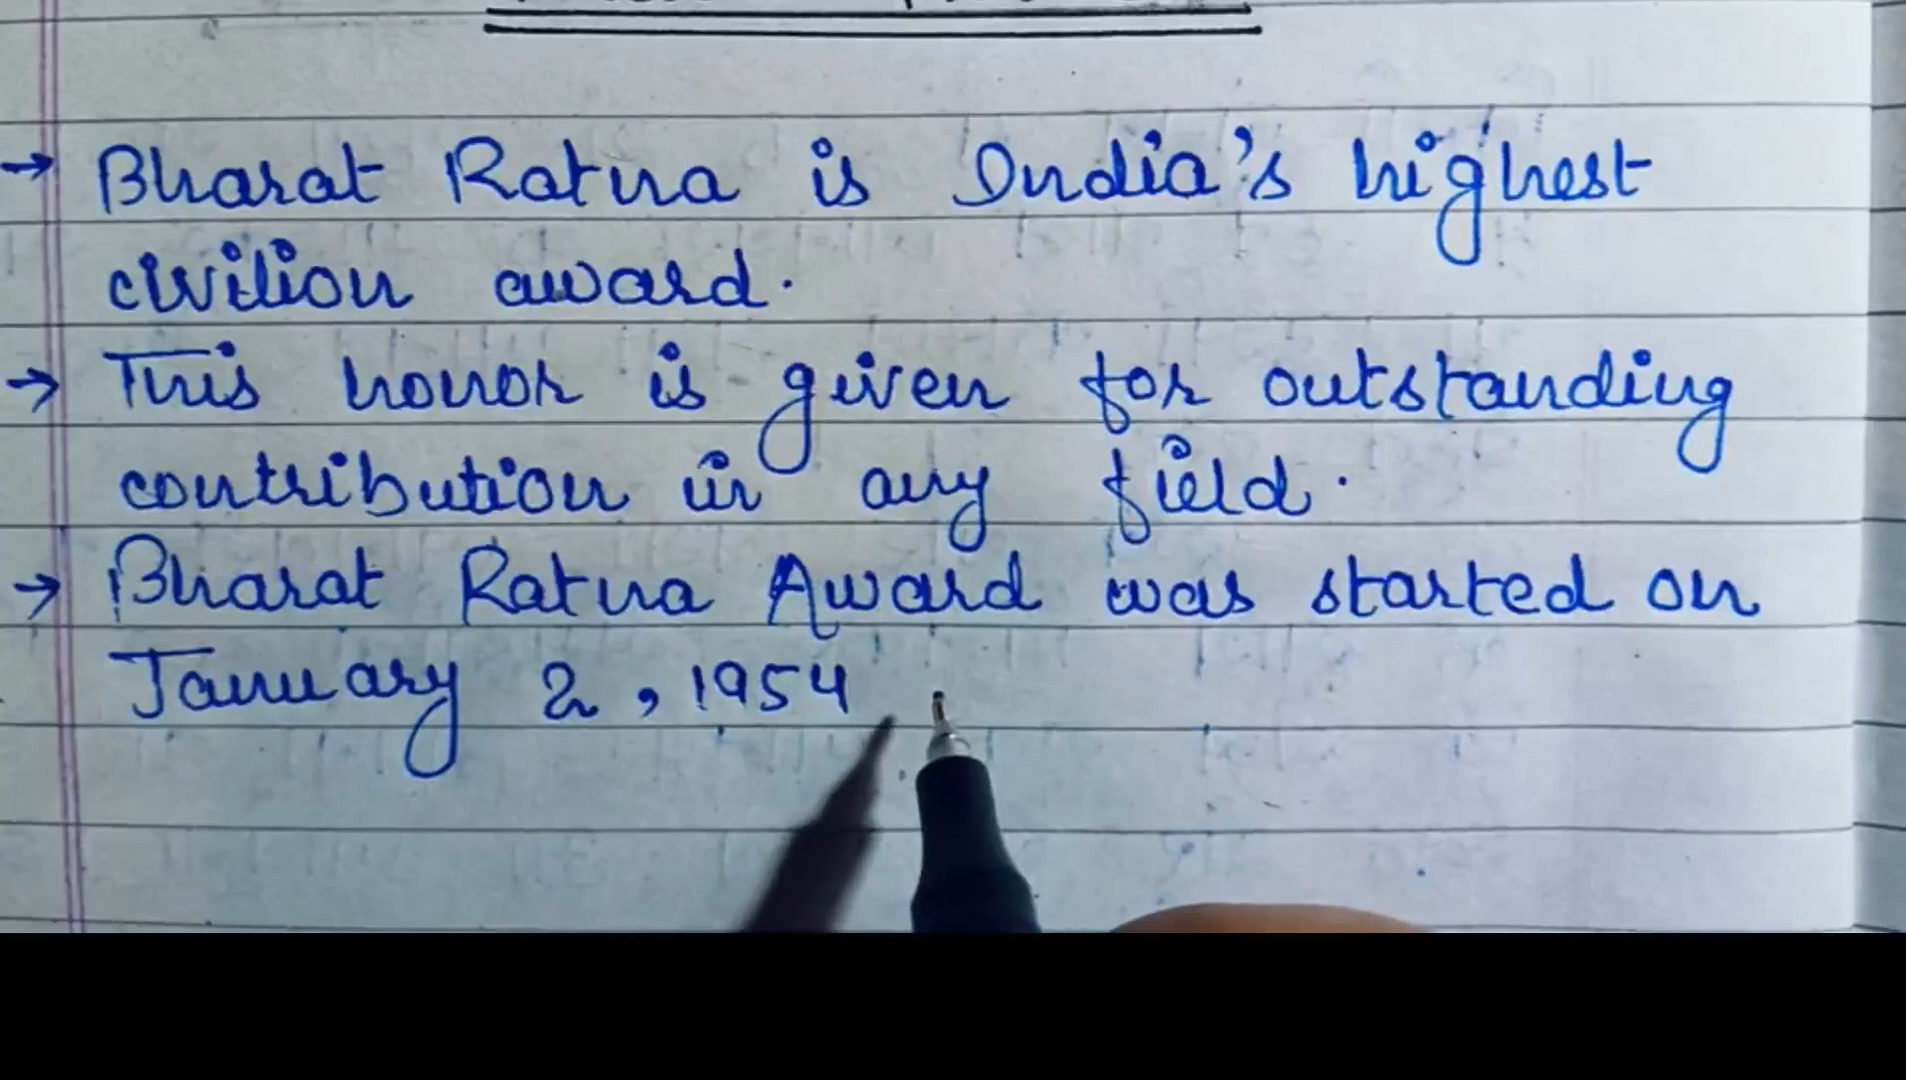 → Bharat Ratna is India's highest
civilion award.
→ This honor is given for outstanding
contribution in any field.
→ Bharat Ratna Award was started on
January 2, 1954